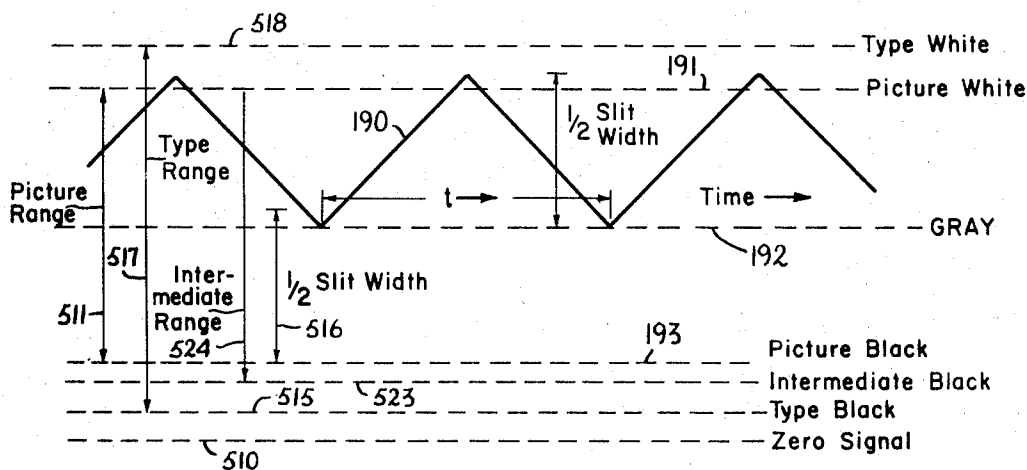 518
Type White
191
Picture White
190
1/2 Slit
Width
Type
Range
Picture
Range
t
Time
GRAY
192
517
Inter-
mediate
Range
1/2 Slit Width
511
516
524
193
Picture Black
Intermediate Black
523
515
Type Black
Zero Signal
510